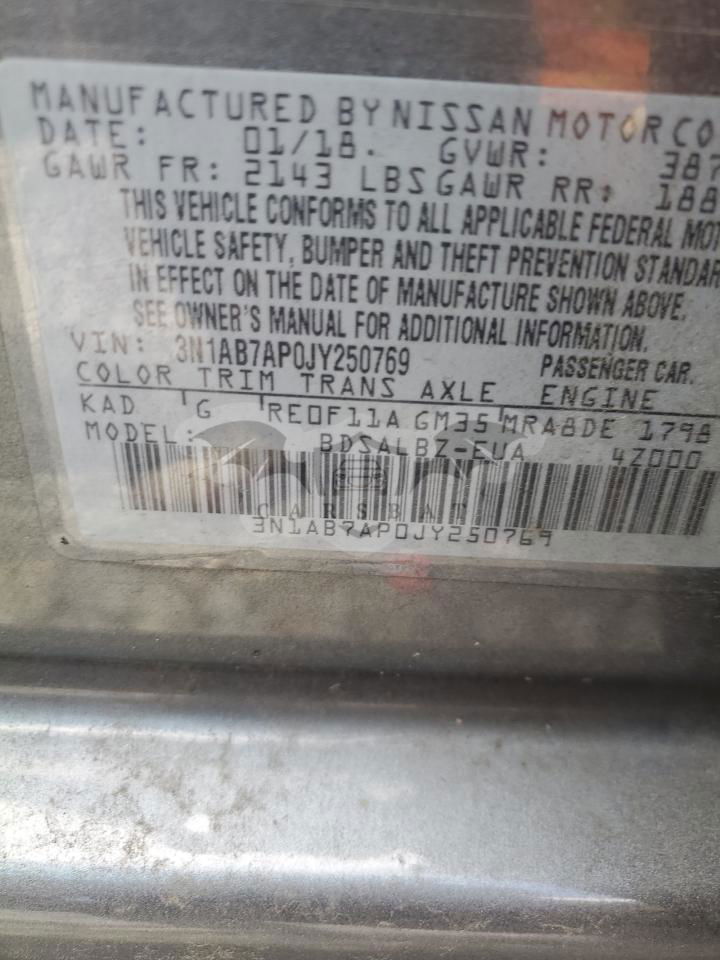 MANUFACTURED BY NISSAN MOTOR CO
DATE: 01/18. GVWR: 387
GAWR FR: 2143 LBS GAWR RR: 188
THIS VEHICLE CONFORMS TO ALL APPLICABLE FEDERAL MOT
VEHICLE SAFETY, BUMPER AND THEFT PREVENTION STANDAR
IN EFFECT ON THE DATE OF MANUFACTURE SHOWN ABOVE.
SEE OWNER'S MANUAL FOR ADDITIONAL INFORMATION.
VIN: 3N1AB7AP0JY250769 PASSENGER CAR.
COLOR TRIM TRANS AXLE ENGINE
KAD G RE0F11A GM35 MRA8DE 1798
MODEL: BDSALBZ-EUA 4Z000
CARSBAT
3N1AB7AP0JY250769